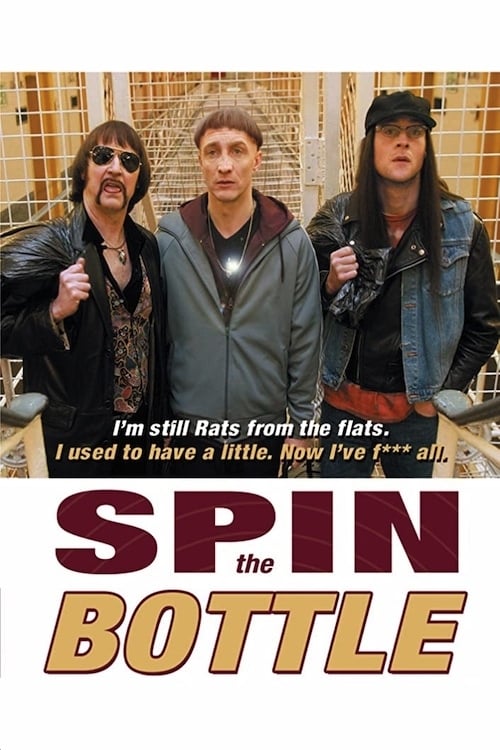 I'm still Rats from the flats.
I used to have a little. Now I've f*** all.
SPIN
the
BOTTLE